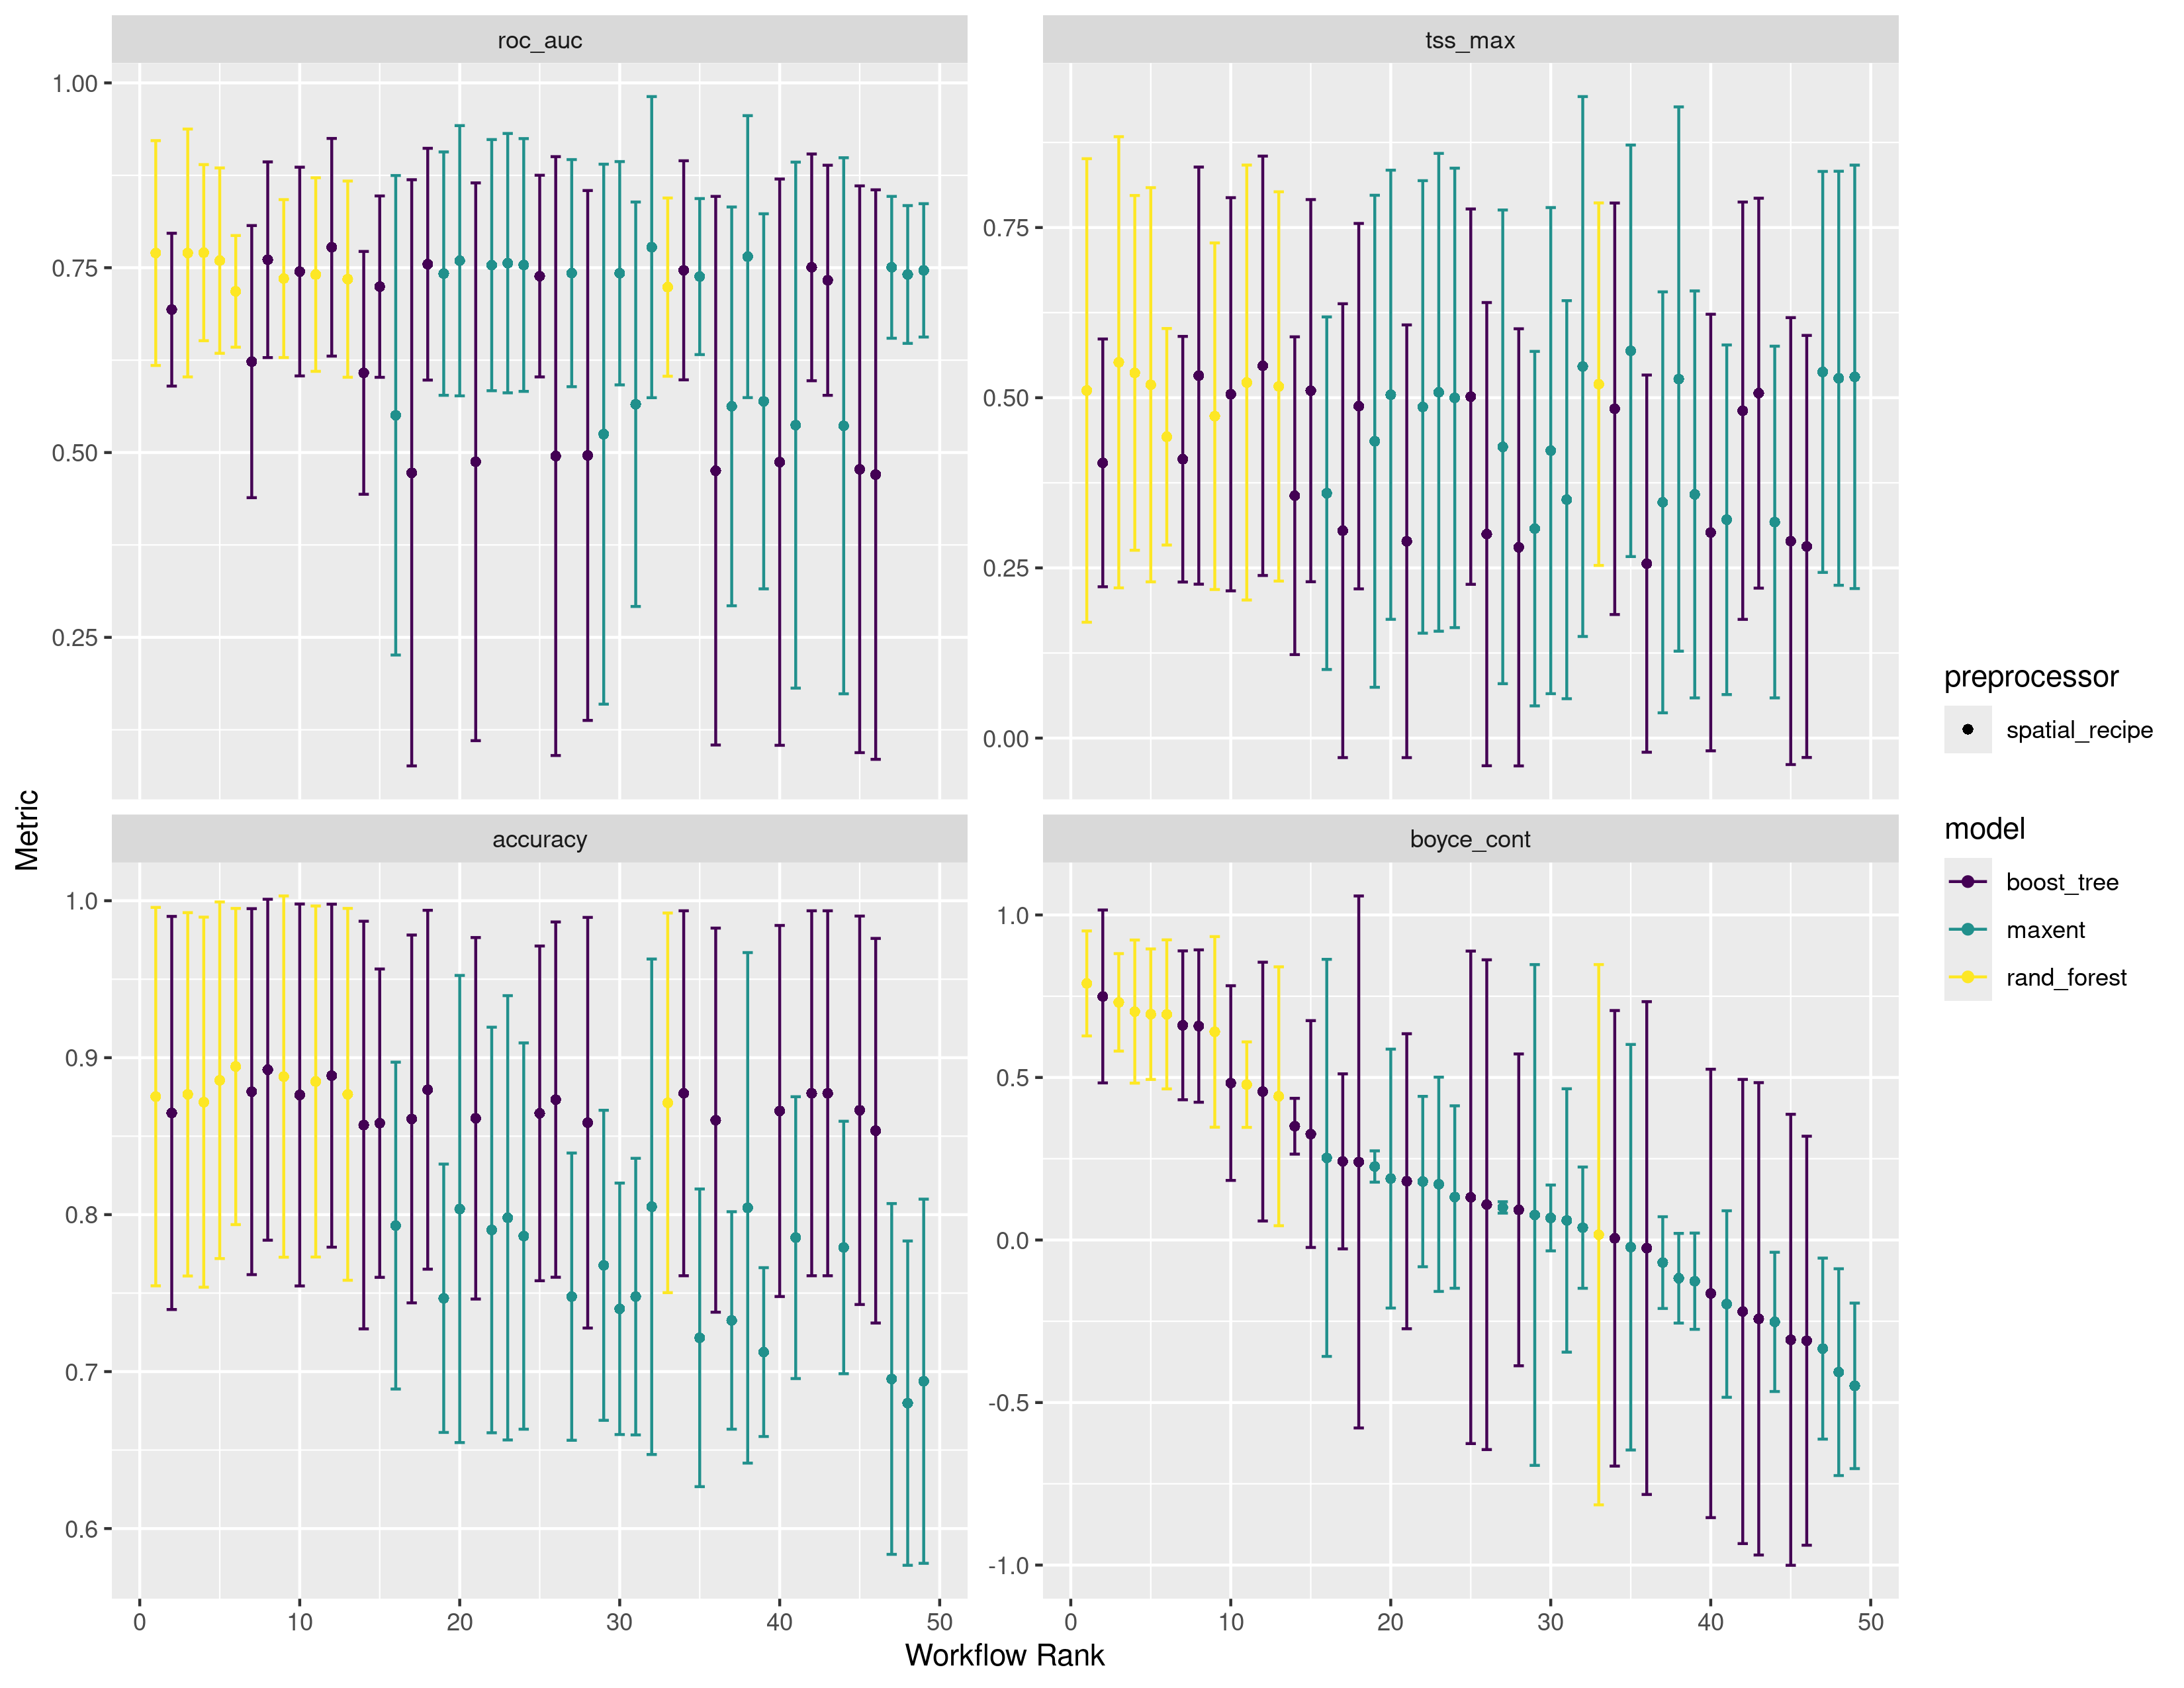 roc_auc
tss_max
1.00
0.75
0.50
0.25
0.75
0.50
0.25
0.00
Metric
accuracy
boyce_cont
1.0
0.9
0.8
0.7
0.6
1.0
0.5
0.0
-0.5
-1.0
0 10 20 30 40 50
0 10 20 30 40 50
Workflow Rank
preprocessor
spatial_recipe
model
boost_tree
maxent
rand_forest